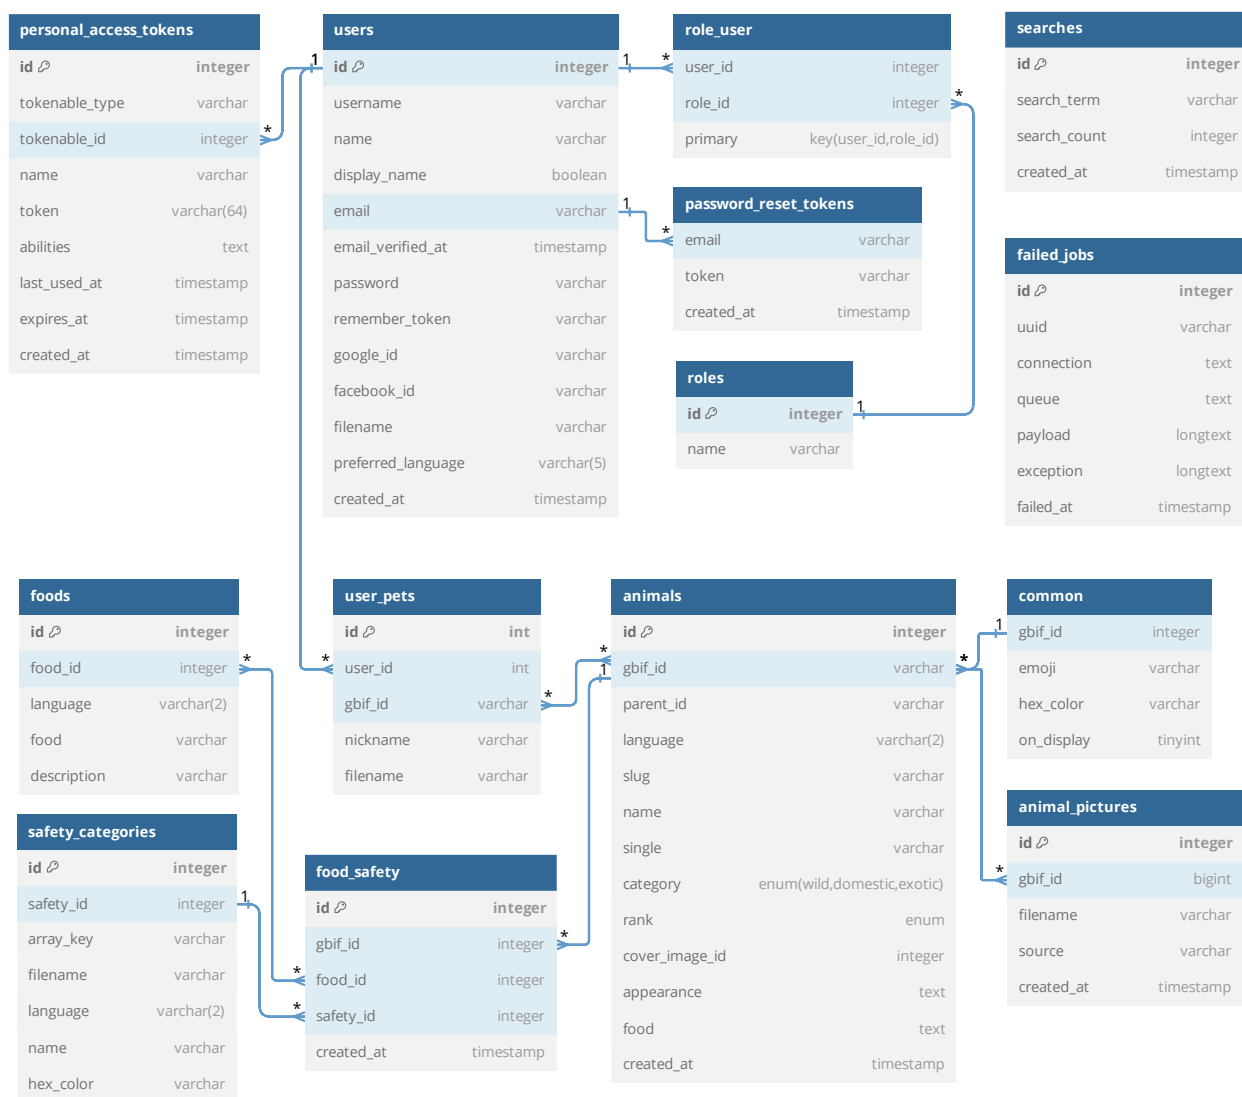 personal_access_tokens
id integer
tokenable_type varchar
tokenable_id integer
name varchar
token varchar(64)
abilities text
last_used_at timestamp
expires_at timestamp
created_at timestamp
*
1
users
id integer
username varchar
name varchar
display_name boolean
email varchar
email_verified_at timestamp
password varchar
remember_token varchar
google_id varchar
facebook_id varchar
filename varchar
preferred_language varchar(5)
created_at timestamp
1
*
1
*
role_user
user_id integer
role_id integer
primary key(user_id,role_id)
*
password_reset_tokens
email varchar
token varchar
created_at timestamp
roles
id integer
name varchar
1
searches
id integer
search_term varchar
search_count integer
created_at timestamp
failed_jobs
id integer
uuid varchar
connection text
queue text
payload longtext
exception longtext
failed_at timestamp
foods
id integer
food_id integer
language varchar(2)
food varchar
description varchar
*
*
user_pets
id int
user_id int
gbif_id varchar
nickname varchar
filename varchar
*
*
1
animals
id integer
gbif_id varchar
parent_id varchar
language varchar(2)
slug varchar
name varchar
single varchar
category enum(wild,domestic,exotic)
rank enum
cover_image_id integer
appearance text
food text
created_at timestamp
*
1
common
gbif_id integer
emoji varchar
hex_color varchar
on_display tinyint
*
animal_pictures
id integer
gbif_id bigint
filename varchar
source varchar
created_at timestamp
safety_categories
id integer
safety_id integer
array_key varchar
filename varchar
language varchar(2)
name varchar
hex_color varchar
1
*
*
food_safety
id integer
gbif_id integer
food_id integer
safety_id integer
created_at timestamp
*